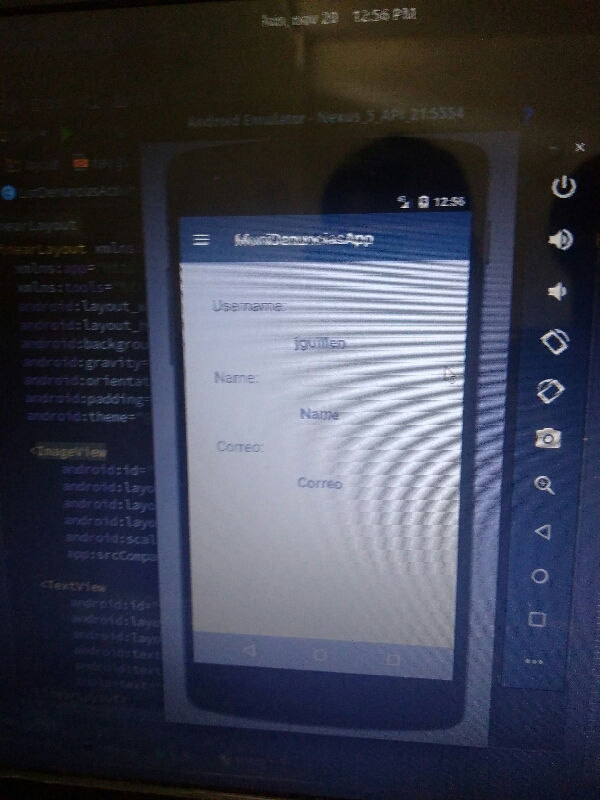 nov 20 12:56 PM
Android Emulator - Nexus_5_API_21:5554
12:56
MuniDenunciasApp
Username:
jguillen
Name:
Name
Correo:
Correo
LinearLayout xmlns:
xmlns:app="
xmlns:tools="
android:layout_w
android:layout_h
android:backgrou
android:gravity=
android:orientat
android:padding=
android:theme="
<ImageView
android:id="
android:layo
android:layo
android:layo
android:scal
app:srcCompa
<TextView
android:id="
android:layo
android:layo
android:text
android:text
</LinearLayout>